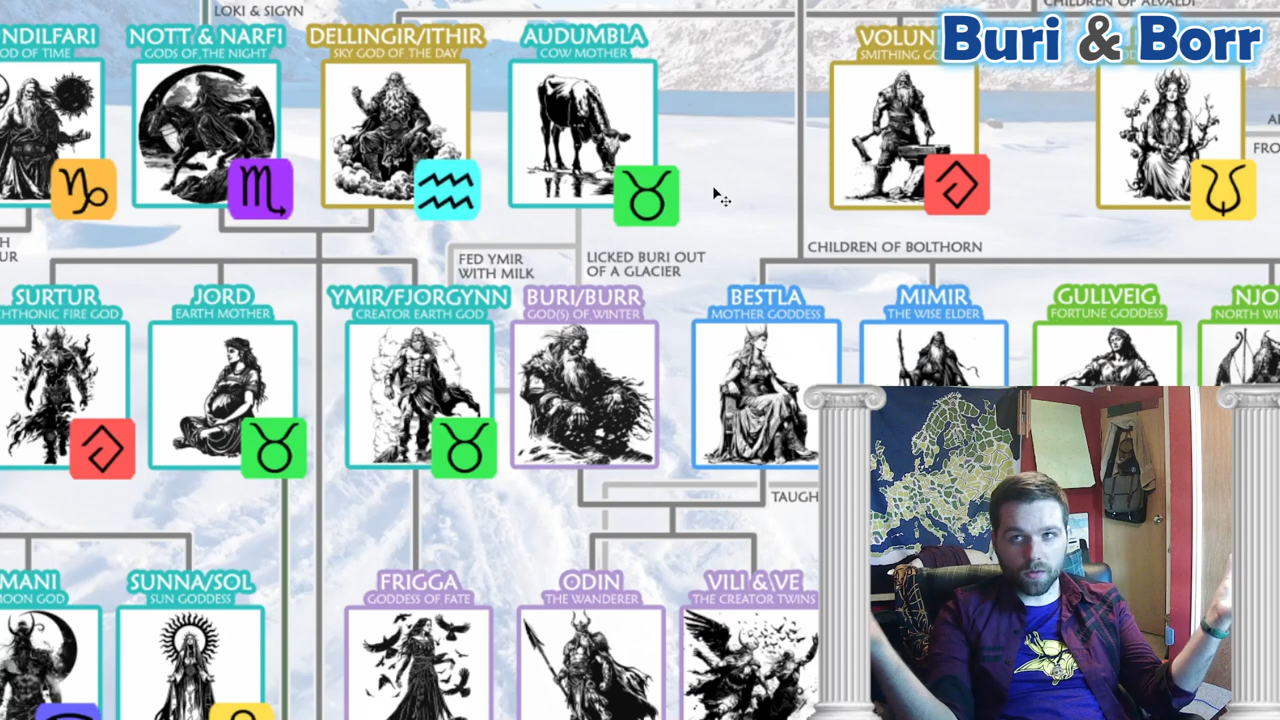 LOKI & SIGYN
CHILDREN OF ALVALDI
Buri & Borr
NDILFARI
OD OF TIME
NOTT & NARFI
GODS OF THE NIGHT
DELLINGIR/ITHIR
SKY GOD OF THE DAY
AUDUMBLA
COW MOTHER
VOLUN
SMITHING GO
FRO
H
UR
FED YMIR
WITH MILK
LICKED BURI OUT
OF A GLACIER
CHILDREN OF BOLTHORN
SURTUR
CHTHONIC FIRE GOD
JORD
EARTH MOTHER
YMIR/FJORGYNN
CREATOR EARTH GOD
BURI/BURR
GOD(S) OF WINTER
BESTLA
MOTHER GODDESS
MIMIR
THE WISE ELDER
GULLVEIG
FORTUNE GODDESS
NJO
NORTH WI
TAUGH
MANI
MOON GOD
SUNNA/SOL
SUN GODDESS
FRIGGA
GODDESS OF FATE
ODIN
THE WANDERER
VILI & VE
THE CREATOR TWINS